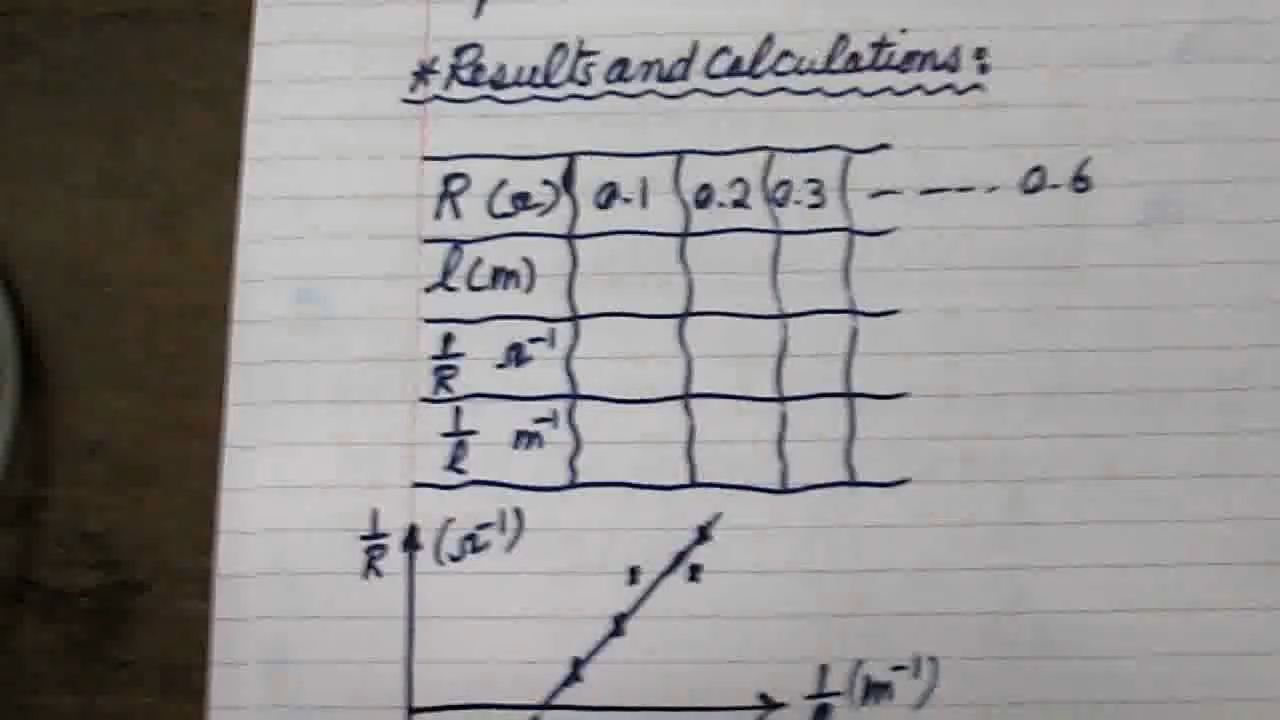 *Results and Calculations:
R (Ω) 0.1 0.2 0.3 ---- 0.6
l (m)
1/R Ω⁻¹
1/l m⁻¹
1/R (Ω⁻¹)
1/l (m⁻¹)